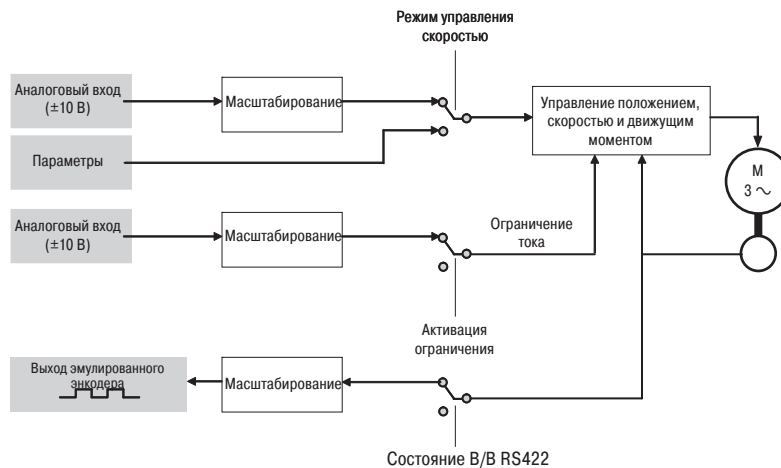 Режим управления
скоростью
Аналоговый вход
(±10 В)
Масштабирование
Управление положением,
скоростью и движущим
моментом
Параметры
М
3 ~
Аналоговый вход
(±10 В)
Масштабирование
Ограничение
тока
Активация
ограничения
Выход эмулированного
энкодера
Масштабирование
Состояние В/В RS422